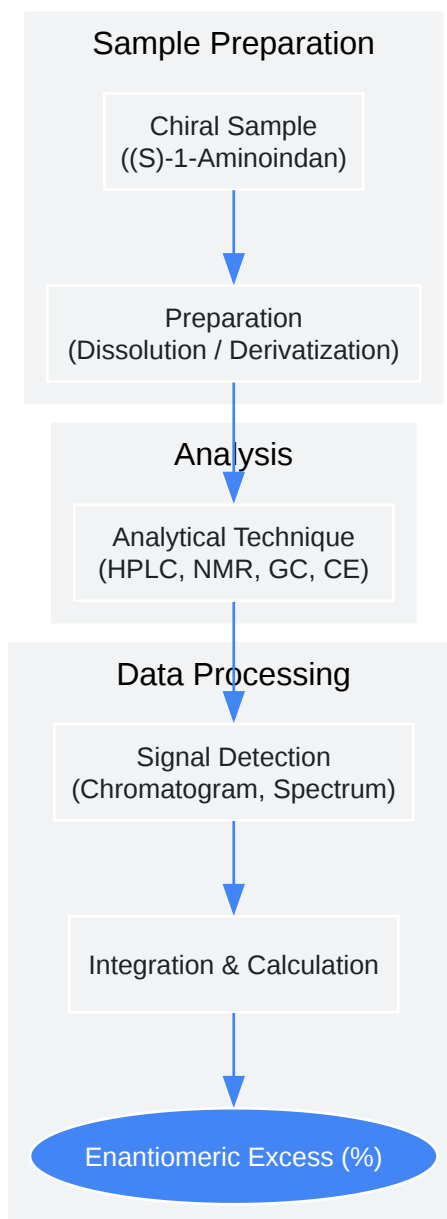 Sample Preparation
Chiral Sample
((S)-1-Aminoindan)
Preparation
(Dissolution / Derivatization)
Analysis
Analytical Technique
(HPLC, NMR, GC, CE)
Data Processing
Signal Detection
(Chromatogram, Spectrum)
Integration & Calculation
Enantiomeric Excess (%)